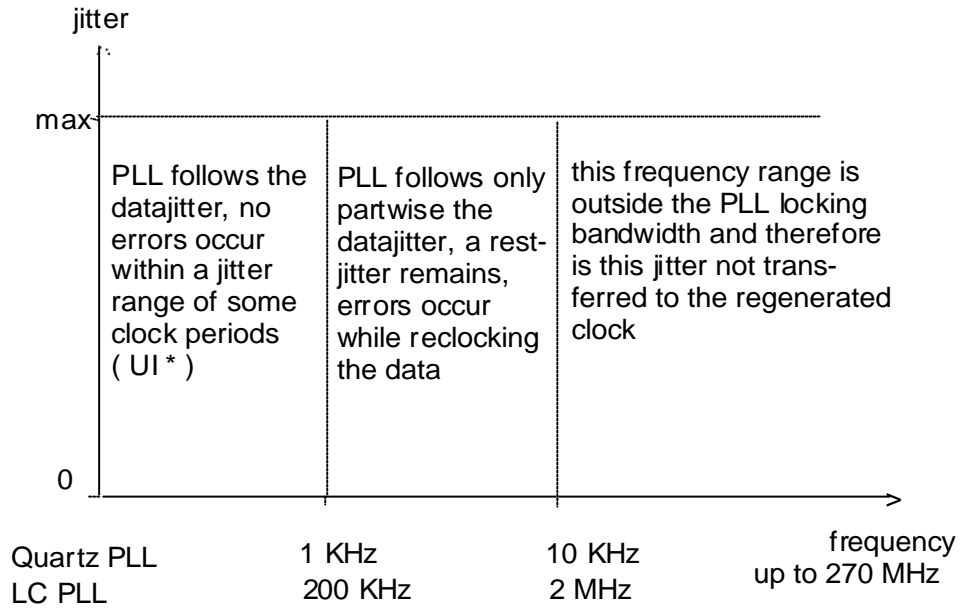 jitter
max
PLL follows the
datajitter, no
errors occur
within a jitter
range of some
clock periods
( UI * )
PLL follows only
partwise the
datajitter, a rest-
jitter remains,
errors occur
while reclocking
the data
this frequency range is
outside the PLL locking
bandwidth and therefore
is this jitter not trans-
ferred to the regenerated
clock
0
Quartz PLL 1 KHz 10 KHz frequency
LC PLL 200 KHz 2 MHz up to 270 MHz